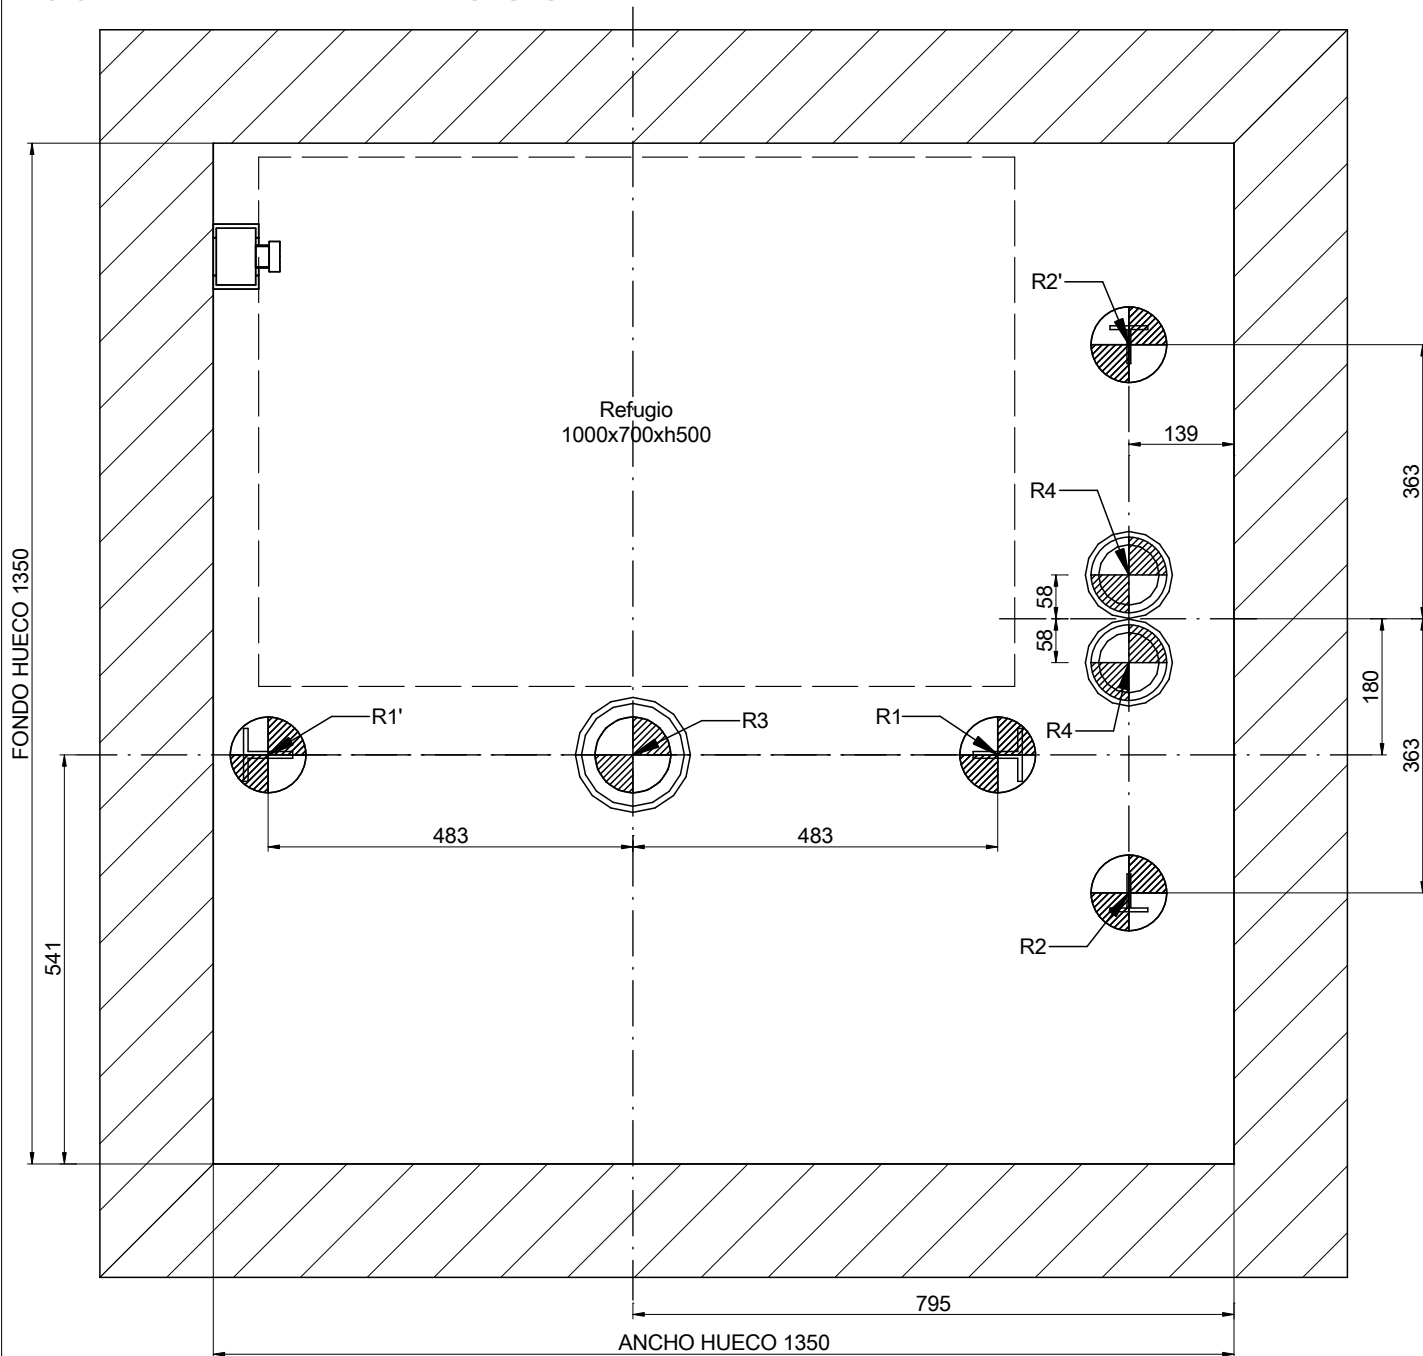 R2'
Refugio
1000x700xh500
139
363
R4
58
58
FONDO HUECO 1350
180
R1'
R3
R1
R4
363
483
483
541
R2
795
ANCHO HUECO 1350